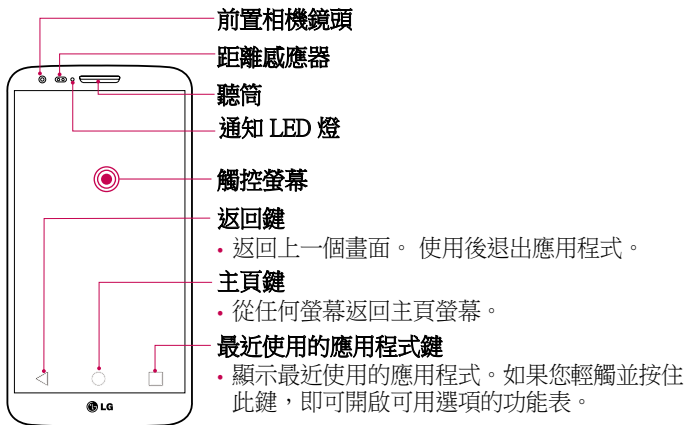 前置相機鏡頭
距離感應器
聽筒
通知 LED 燈
觸控螢幕
返回鍵
• 返回上一個畫面。 使用後退出應用程式。
主頁鍵
• 從任何螢幕返回主頁螢幕。
最近使用的應用程式鍵
• 顯示最近使用的應用程式。如果您輕觸並按住
此鍵，即可開啟可用選項的功能表。
LG